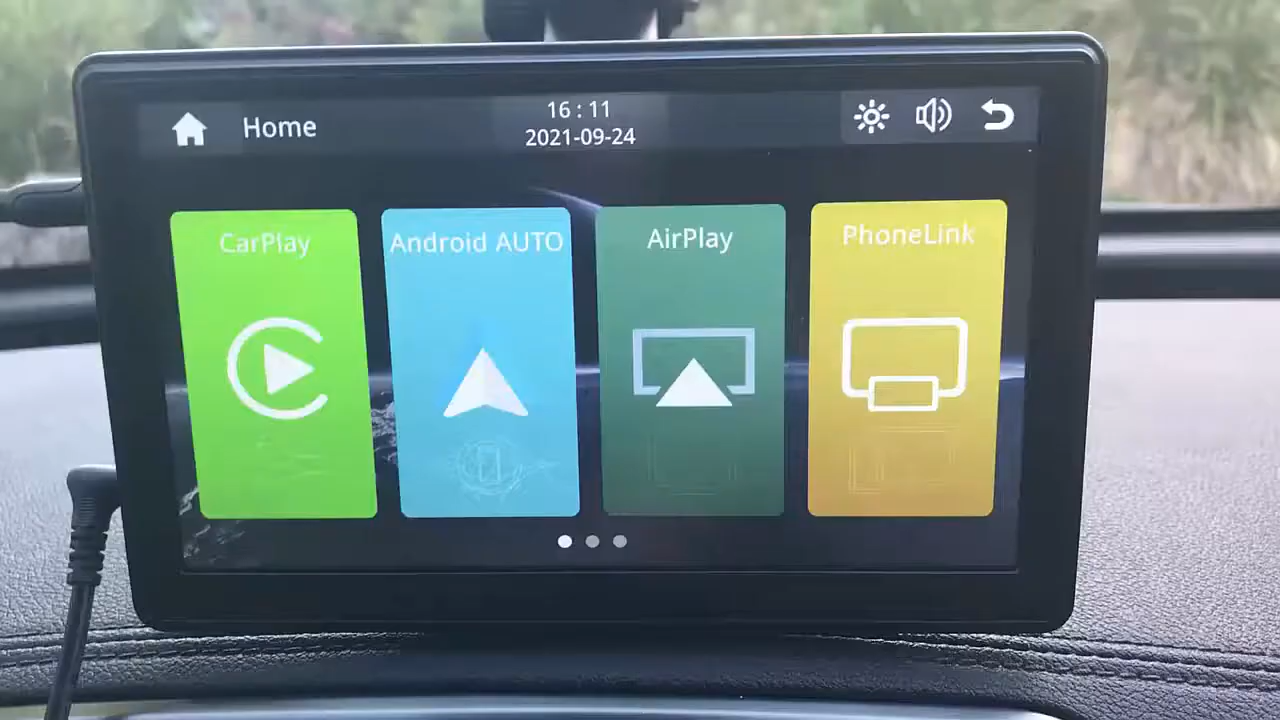 Home
16 : 11
2021-09-24
CarPlay
Android AUTO
AirPlay
PhoneLink